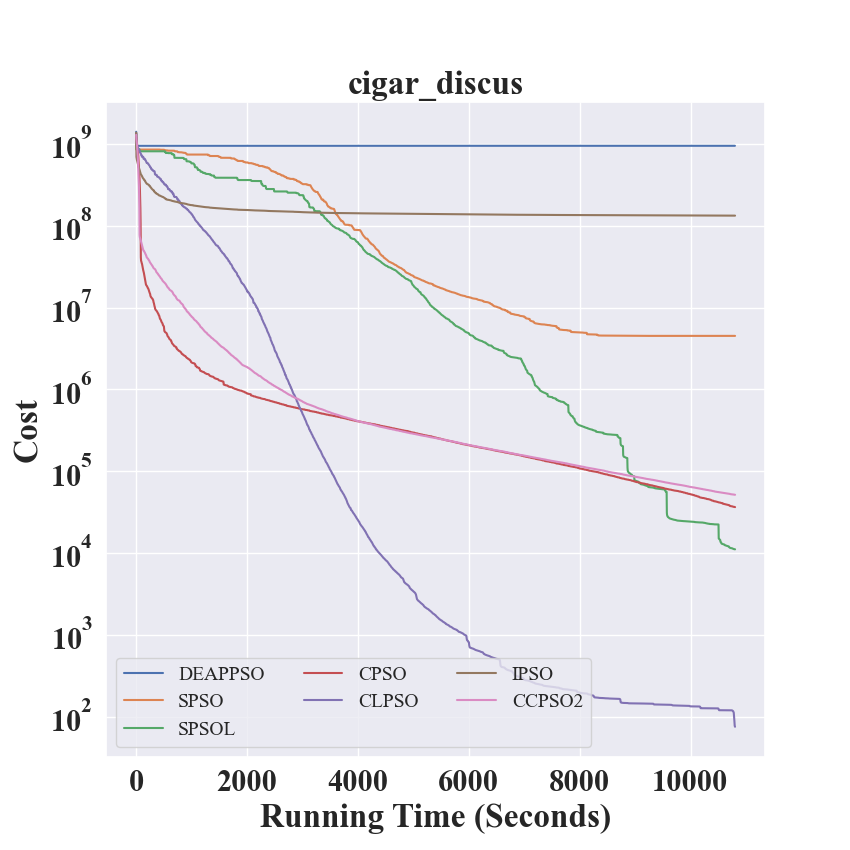 cigar_discus
Cost
10^9
10^8
10^7
10^6
10^5
10^4
10^3
10^2
DEAPPSO
SPSO
SPSOL
CPSO
CLPSO
IPSO
CCPSO2
0 2000 4000 6000 8000 10000
Running Time (Seconds)